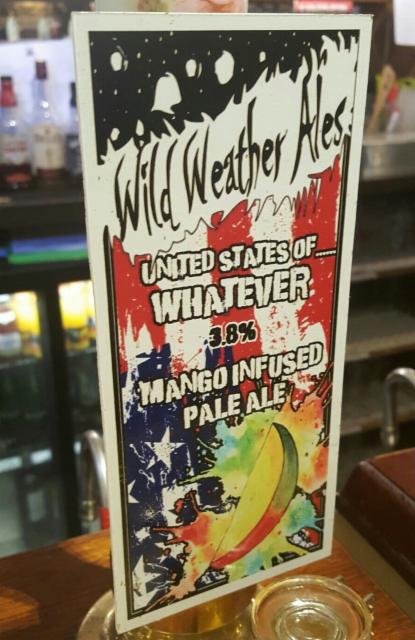 Wild Weather Ales
UNITED STATES OF......
WHATEVER
3.8%
MANGO INFUSED
PALE ALE